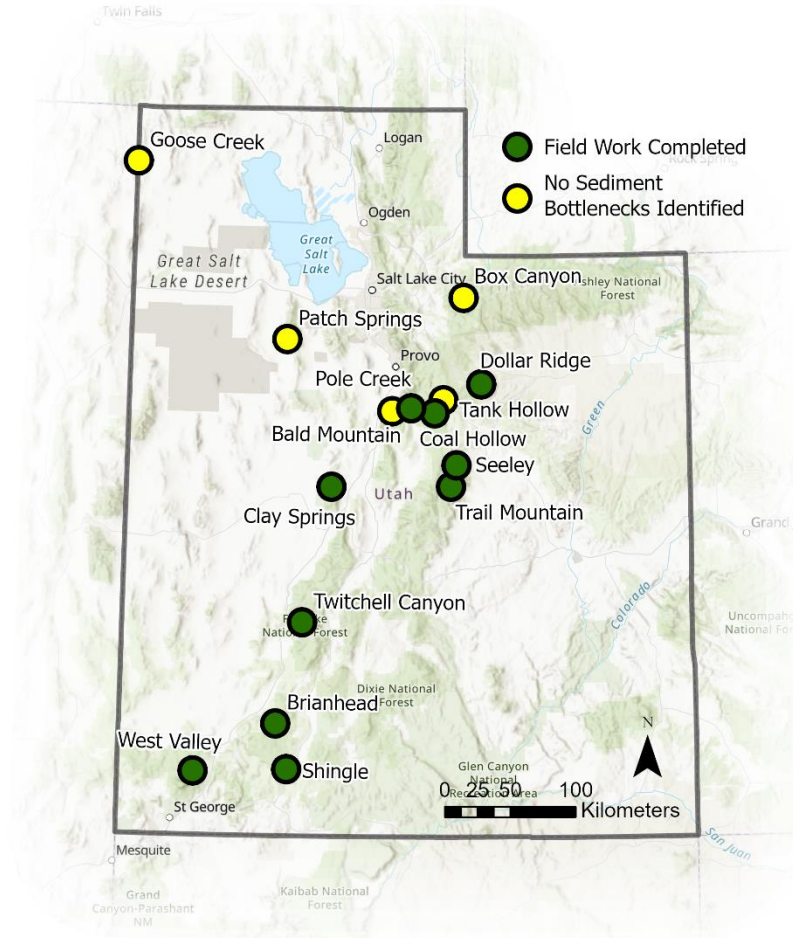 Twin Falls
Goose Creek
Logan
Field Work Completed
Rock Spring
No Sediment
Bottlenecks Identified
Ogden
Great
Salt
Lake
Great Salt
Lake Desert
Salt Lake City
Box Canyon
shley National
Forest
Patch Springs
Provo
Dollar Ridge
Pole Creek
Tank Hollow
Bald Mountain
Coal Hollow
Green
Seeley
Utah
Clay Springs
Trail Mountain
Grand
Colorado
Twitchell Canyon
National Forest
Uncompah
National For
Dixie National
Forest
Brianhead
West Valley
Shingle
N
Glen Canyon
National
Recreation Area
0 25 50 100
Kilometers
St George
San Juan
Mesquite
Grand
Canyon-Parashant
NM
Kaibab National
Forest